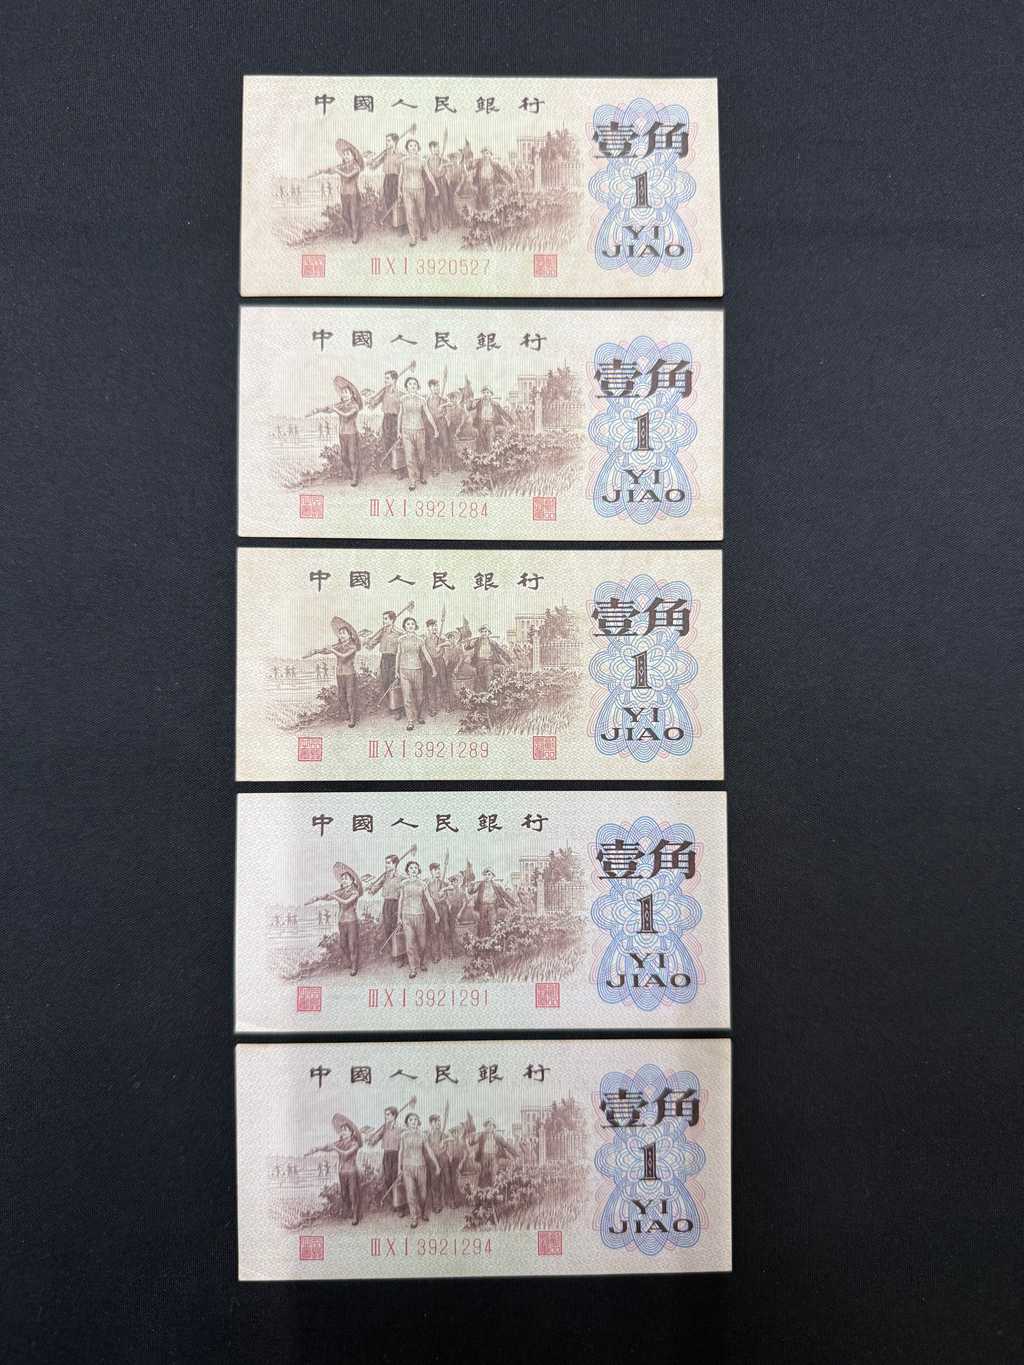 中國人民銀行
壹角
1
YI
JIAO
ⅢⅩⅠ3920527
中國人民銀行
壹角
1
YI
JIAO
ⅢⅩⅠ3921284
中國人民銀行
壹角
1
YI
JIAO
ⅢⅩⅠ3921289
中國人民銀行
壹角
1
YI
JIAO
ⅢⅩⅠ3921291
中國人民銀行
壹角
1
YI
JIAO
ⅢⅩⅠ3921294